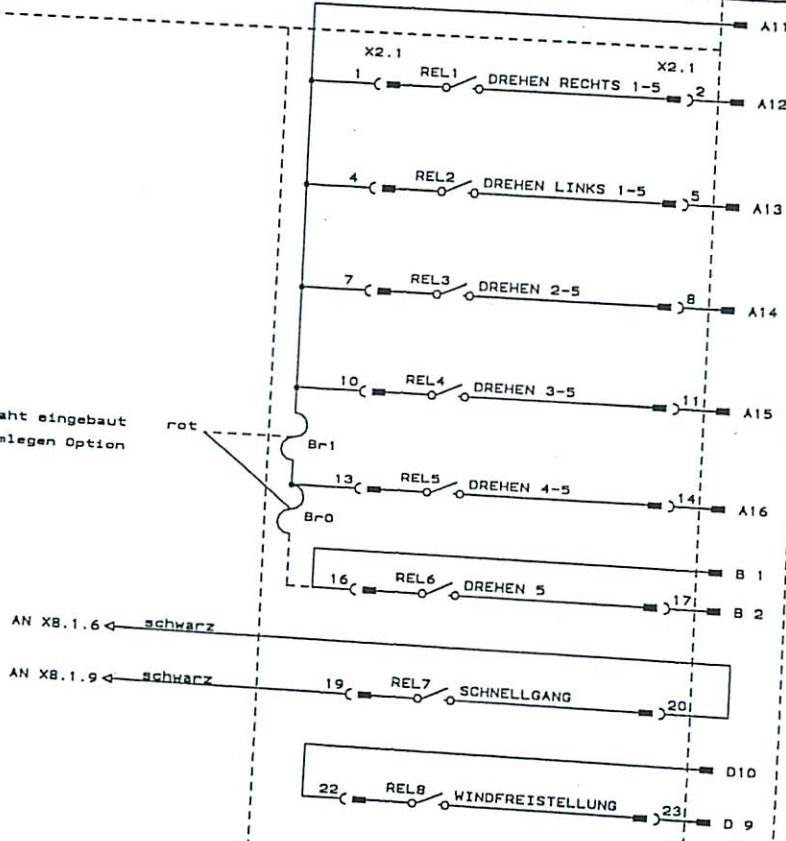 A11
X2.1 X2.1
1 REL1 DREHEN RECHTS 1-5 2 A12
4 REL2 DREHEN LINKS 1-5 5 A13
7 REL3 DREHEN 2-5 8 A14
10 REL4 DREHEN 3-5 11 A15
aht eingebaut rot
mlegen Option Br1
13 REL5 DREHEN 4-5 14 A16
Br0
B 1
16 REL6 DREHEN 5 17 B 2
AN X8.1.6 schwarz
AN X8.1.9 schwarz 19 REL7 SCHNELLGANG 20
D10
22 REL8 WINDFREISTELLUNG 23 D 9